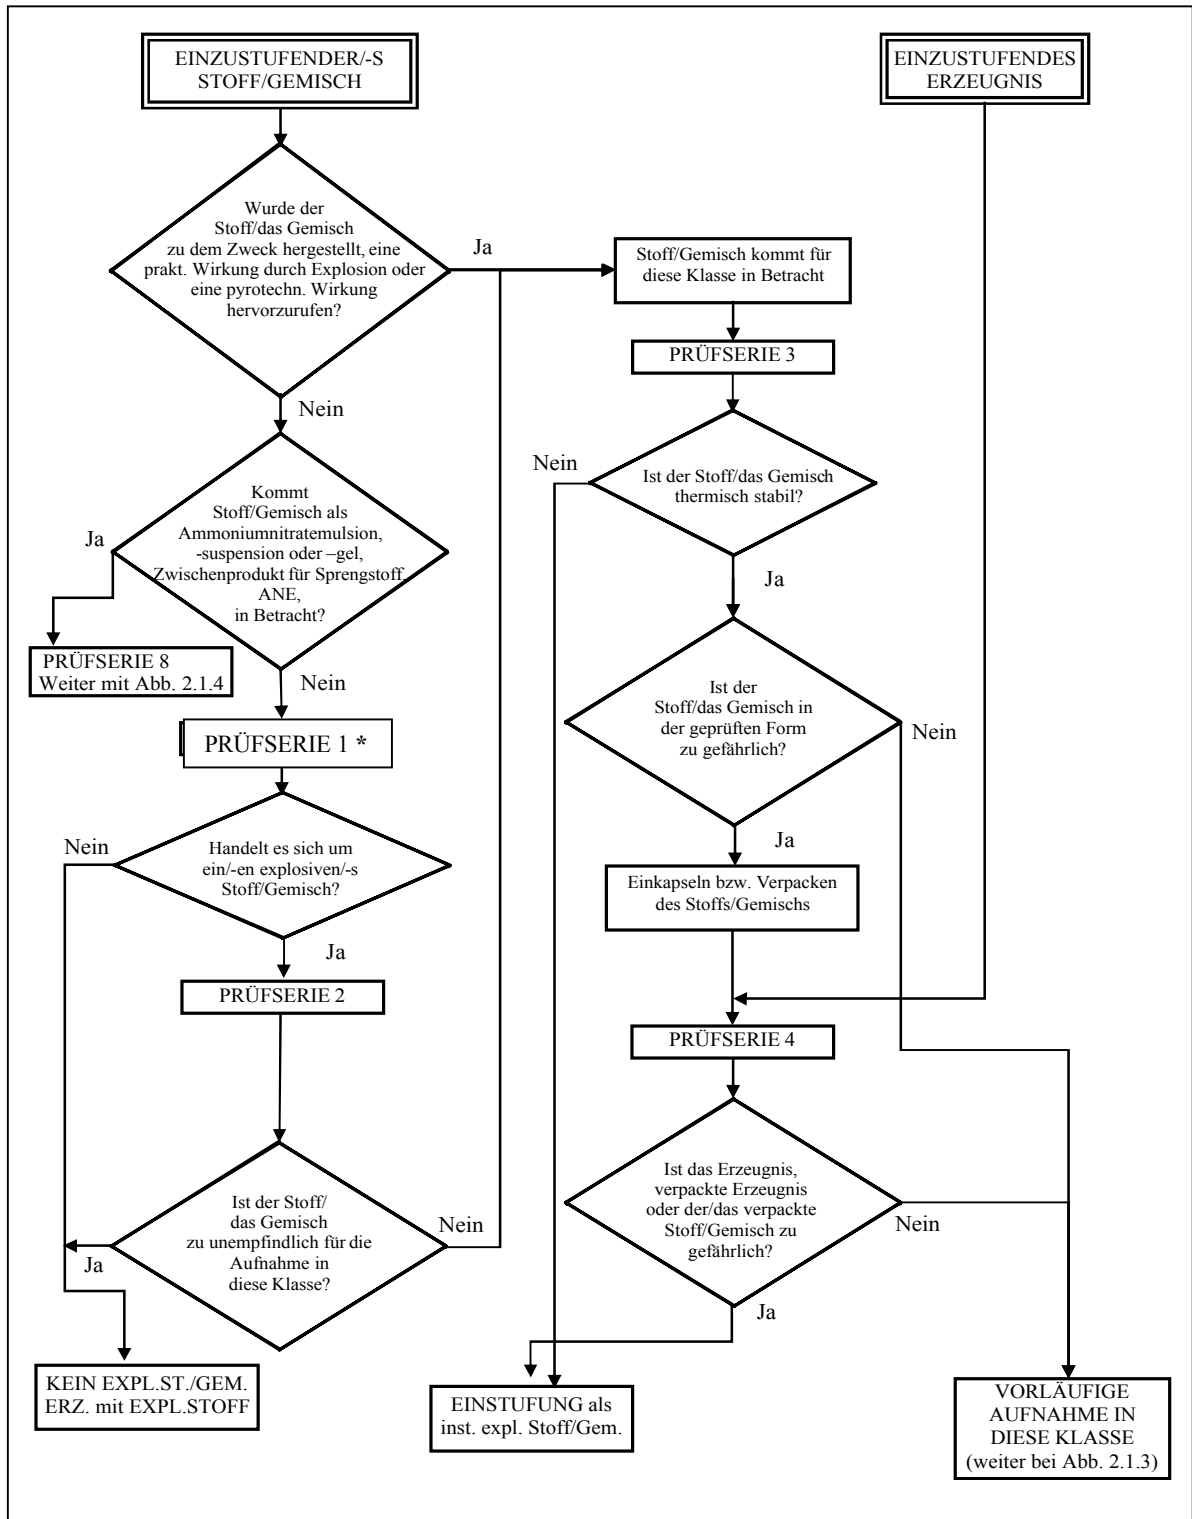 EINZUSTUFENDER/-S
STOFF/GEMISCH
EINZUSTUFENDES
ERZEUGNIS
Wurde der
Stoff/das Gemisch
zu dem Zweck hergestellt, eine
prakt. Wirkung durch Explosion oder
eine pyrotechn. Wirkung
hervorzurufen?
Ja
Stoff/Gemisch kommt für
diese Klasse in Betracht
PRÜFSERIE 3
Nein
Nein
Ist der Stoff/das Gemisch
thermisch stabil?
Kommt
Stoff/Gemisch als
Ammoniumnitratemulsion,
-suspension oder –gel,
Zwischenprodukt für Sprengstoff,
ANE,
in Betracht?
Ja
Ja
PRÜFSERIE 8
Weiter mit Abb. 2.1.4
Nein
Ist der
Stoff/das Gemisch in
der geprüften Form
zu gefährlich?
Nein
PRÜFSERIE 1 *
Nein
Handelt es sich um
ein/-en explosiven/-s
Stoff/Gemisch?
Ja
Einkapseln bzw. Verpacken
des Stoffs/Gemischs
Ja
PRÜFSERIE 2
PRÜFSERIE 4
Ist der Stoff/
das Gemisch
zu unempfindlich für die
Aufnahme in
diese Klasse?
Nein
Ja
Ist das Erzeugnis,
verpackte Erzeugnis
oder der/das verpackte
Stoff/Gemisch zu
gefährlich?
Nein
Ja
KEIN EXPL.ST./GEM.
ERZ. mit EXPL.STOFF
EINSTUFUNG als
inst. expl. Stoff/Gem.
VORLÄUFIGE
AUFNAHME IN
DIESE KLASSE
(weiter bei Abb. 2.1.3)